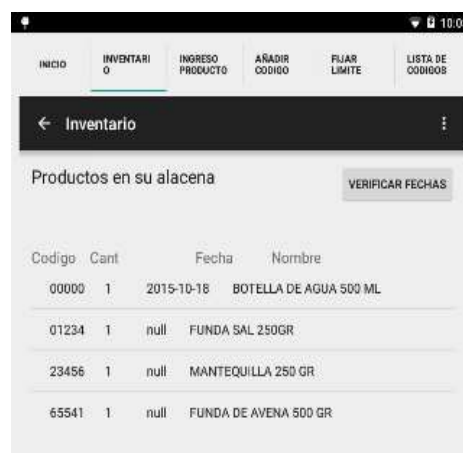 10:0
INICIO INVENTARI INGRESO AÑADIR FIJAR LISTA DE
O PRODUCTO CODIGO LIMITE CODIGOS
← Inventario
Productos en su alacena VERIFICAR FECHAS
Codigo Cant Fecha Nombre
00000 1 2015-10-18 BOTELLA DE AGUA 500 ML
01234 1 null FUNDA SAL 250GR
23456 1 null MANTEQUILLA 250 GR
65541 1 null FUNDA DE AVENA 500 GR